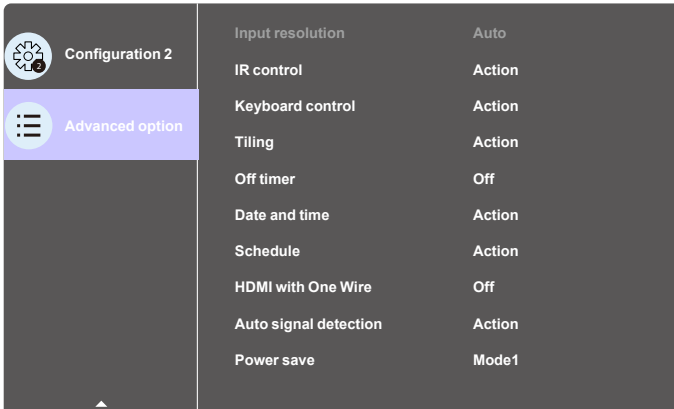 Configuration 2
2
Advanced option
Input resolution Auto
IR control Action
Keyboard control Action
Tiling Action
Off timer Off
Date and time Action
Schedule Action
HDMI with One Wire Off
Auto signal detection Action
Power save Mode1